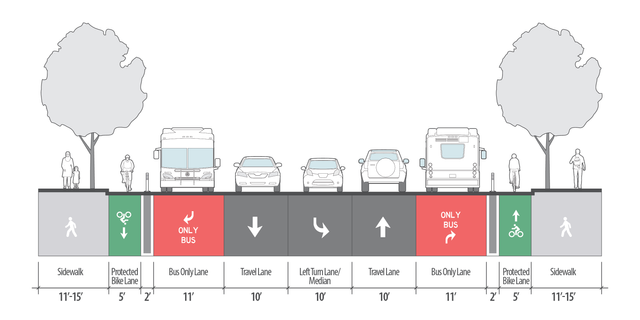 ONLY
BUS
ONLY
BUS
Sidewalk
Protected
Bike Lane
Bus Only Lane
Travel Lane
Left Turn Lane/
Median
Travel Lane
Bus Only Lane
Protected
Bike Lane
Sidewalk
11'-15'
5'
2'
11'
10'
10'
10'
11'
2'
5'
11'-15'